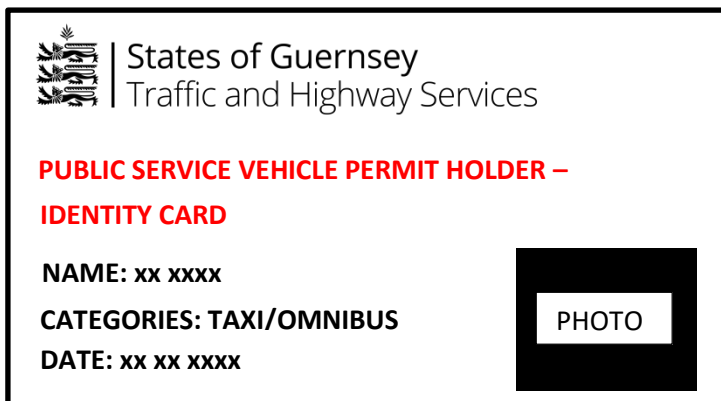 States of Guernsey
Traffic and Highway Services
PUBLIC SERVICE VEHICLE PERMIT HOLDER –
IDENTITY CARD
NAME: xx xxxx
CATEGORIES: TAXI/OMNIBUS
PHOTO
DATE: xx xx xxxx